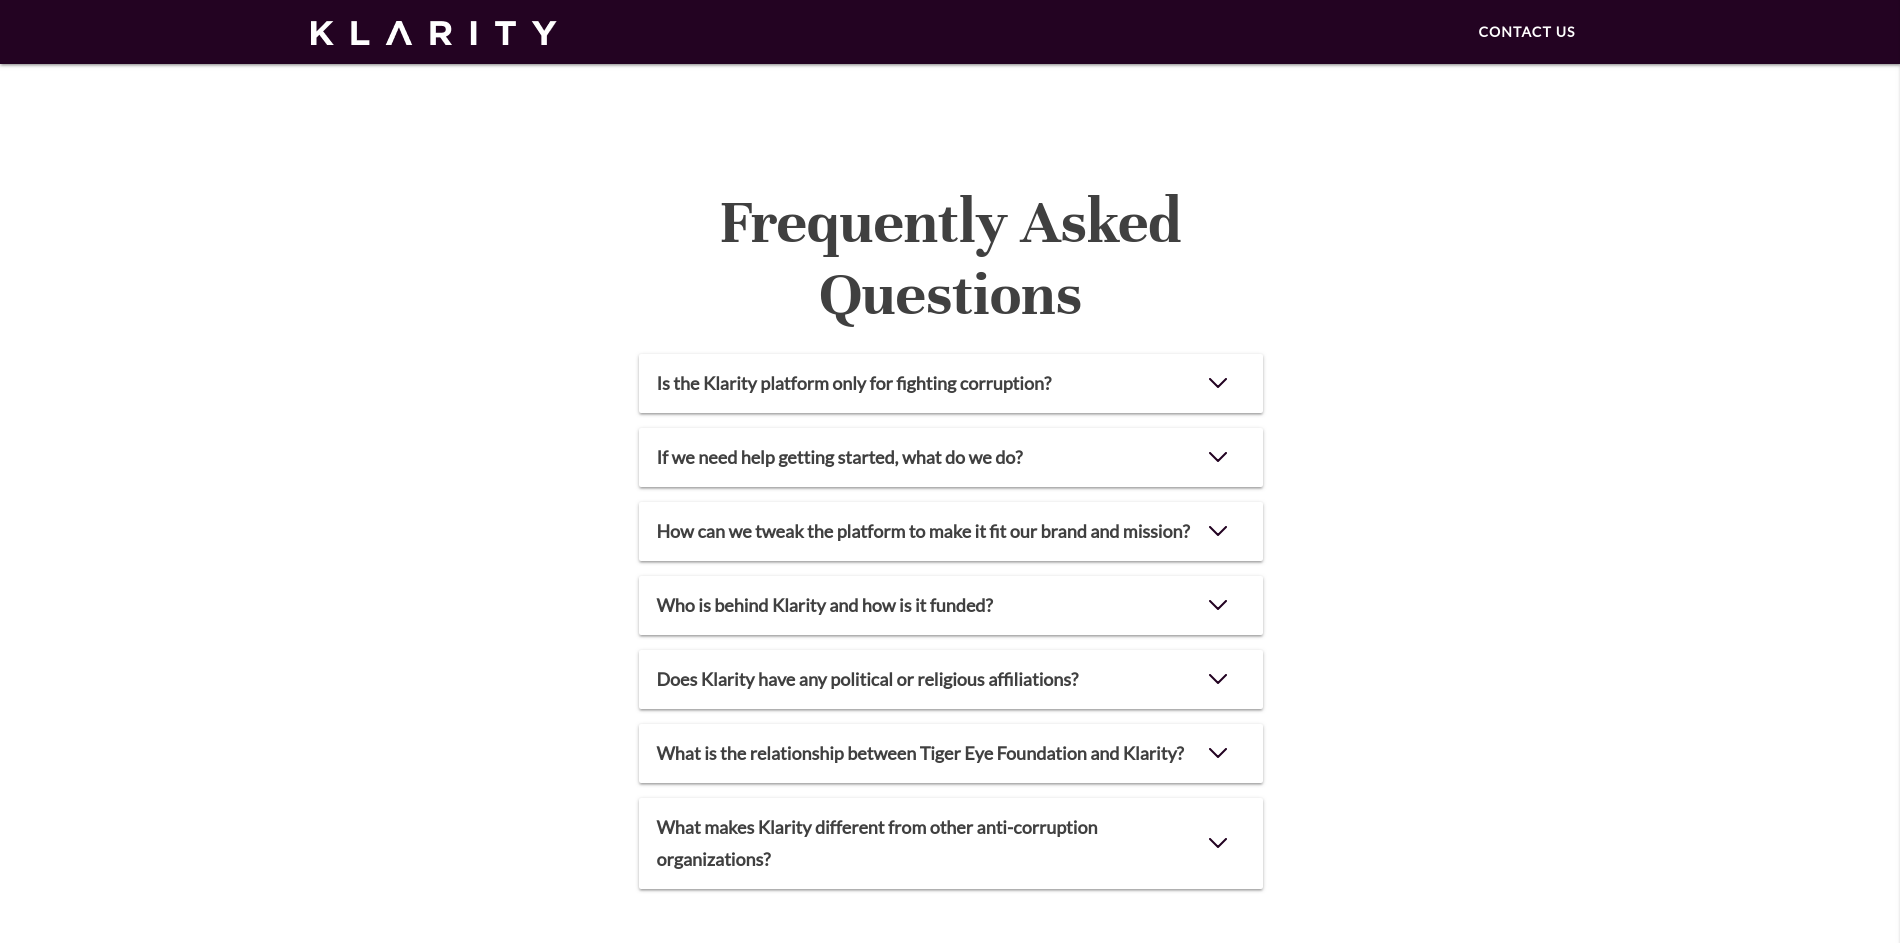 KLARITY
CONTACT US
Frequently Asked
Questions
Is the Klarity platform only for fighting corruption?
If we need help getting started, what do we do?
How can we tweak the platform to make it fit our brand and mission?
Who is behind Klarity and how is it funded?
Does Klarity have any political or religious affiliations?
What is the relationship between Tiger Eye Foundation and Klarity?
What makes Klarity different from other anti-corruption
organizations?